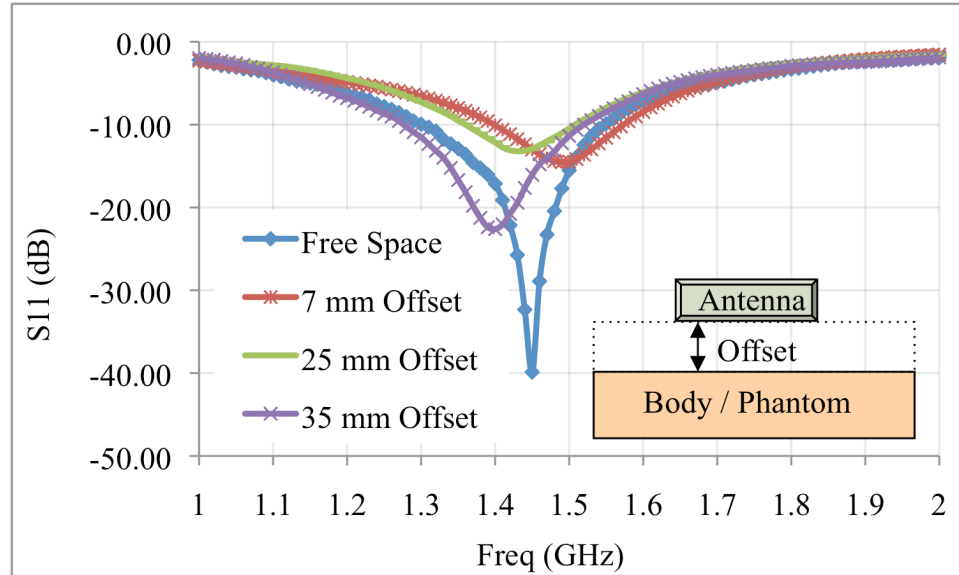 0.00
-10.00
-20.00
-30.00
-40.00
-50.00
S11 (dB)
Free Space
7 mm Offset
25 mm Offset
35 mm Offset
Antenna
Offset
Body / Phantom
1 1.1 1.2 1.3 1.4 1.5 1.6 1.7 1.8 1.9 2
Freq (GHz)